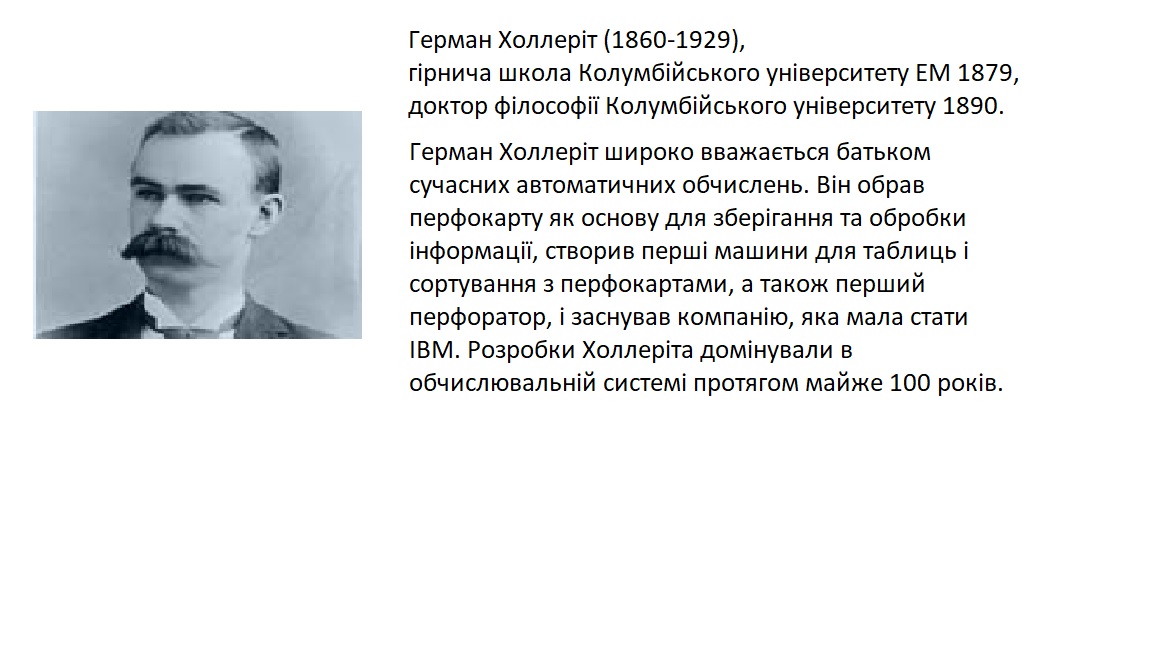 Герман Холлеріт (1860-1929),
гірнича школа Колумбійського університету EM 1879,
доктор філософії Колумбійського університету 1890.
Герман Холлеріт широко вважається батьком
сучасних автоматичних обчислень. Він обрав
перфокарту як основу для зберігання та обробки
інформації, створив перші машини для таблиць і
сортування з перфокартами, а також перший
перфоратор, і заснував компанію, яка мала стати
IBM. Розробки Холлеріта домінували в
обчислювальній системі протягом майже 100 років.